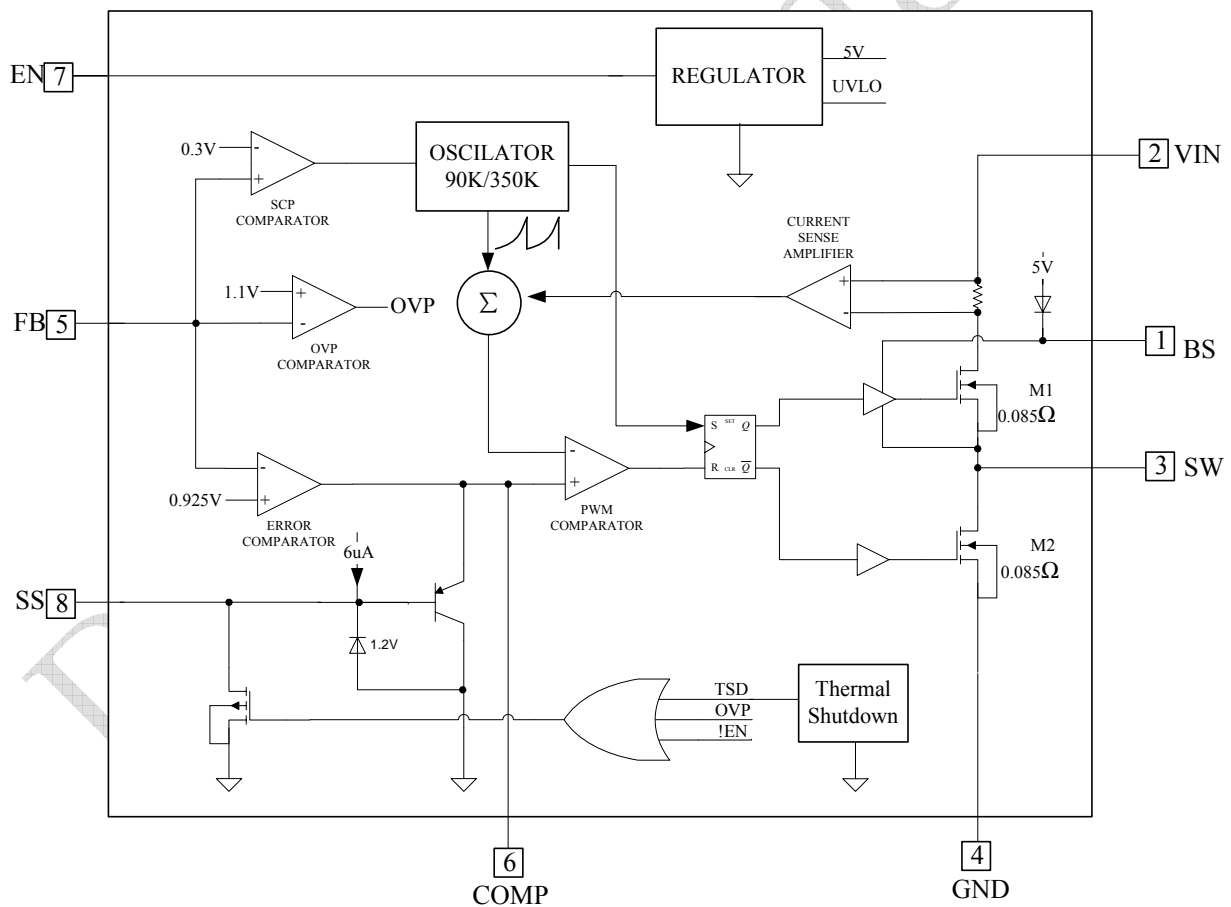 EN 7
REGULATOR
5V
UVLO
2 VIN
0.3V
-
+
SCP
COMPARATOR
OSCILATOR
90K/350K
CURRENT
SENSE
AMPLIFIER
+
-
5V
1.1V
+
-
OVP
OVP
COMPARATOR
Σ
FB 5
1 BS
M1
0.085Ω
S SET Q
R CLR Q̅
3 SW
-
+
0.925V
ERROR
COMPARATOR
-
+
PWM
COMPARATOR
M2
0.085Ω
6uA
SS 8
1.2V
TSD
OVP
!EN
Thermal
Shutdown
6
COMP
4
GND